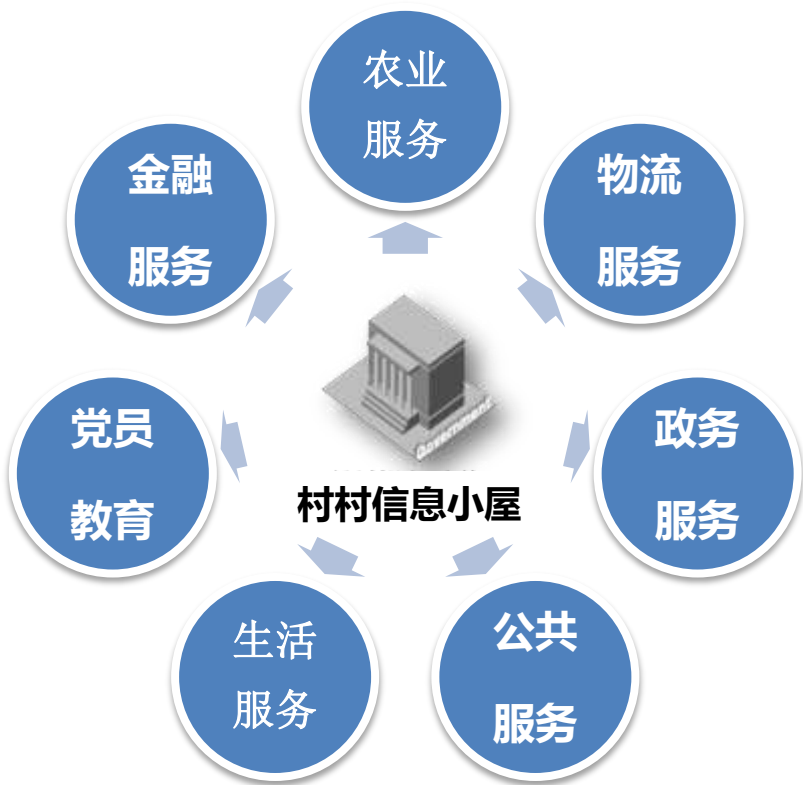 农业
服务
物流
服务
政务
服务
公共
服务
生活
服务
党员
教育
金融
服务
Government
村村信息小屋